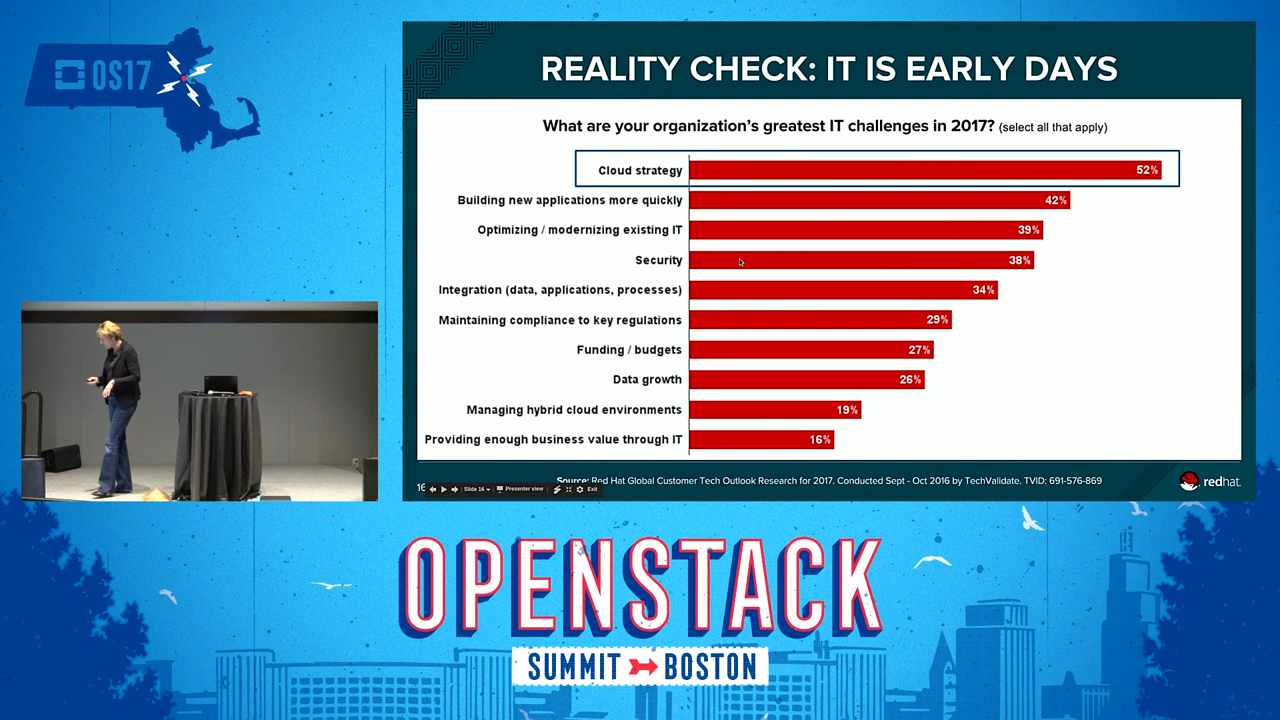 OS17
REALITY CHECK: IT IS EARLY DAYS
What are your organization's greatest IT challenges in 2017? (select all that apply)
Cloud strategy 52%
Building new applications more quickly 42%
Optimizing / modernizing existing IT 39%
Security 38%
Integration (data, applications, processes) 34%
Maintaining compliance to key regulations 29%
Funding / budgets 27%
Data growth 26%
Managing hybrid cloud environments 19%
Providing enough business value through IT 16%
16 Slide 16 Presenter view Exit
Source: Red Hat Global Customer Tech Outlook Research for 2017. Conducted Sept - Oct 2016 by TechValidate. TVID: 691-576-869
redhat.
OPENSTACK
SUMMIT BOSTON